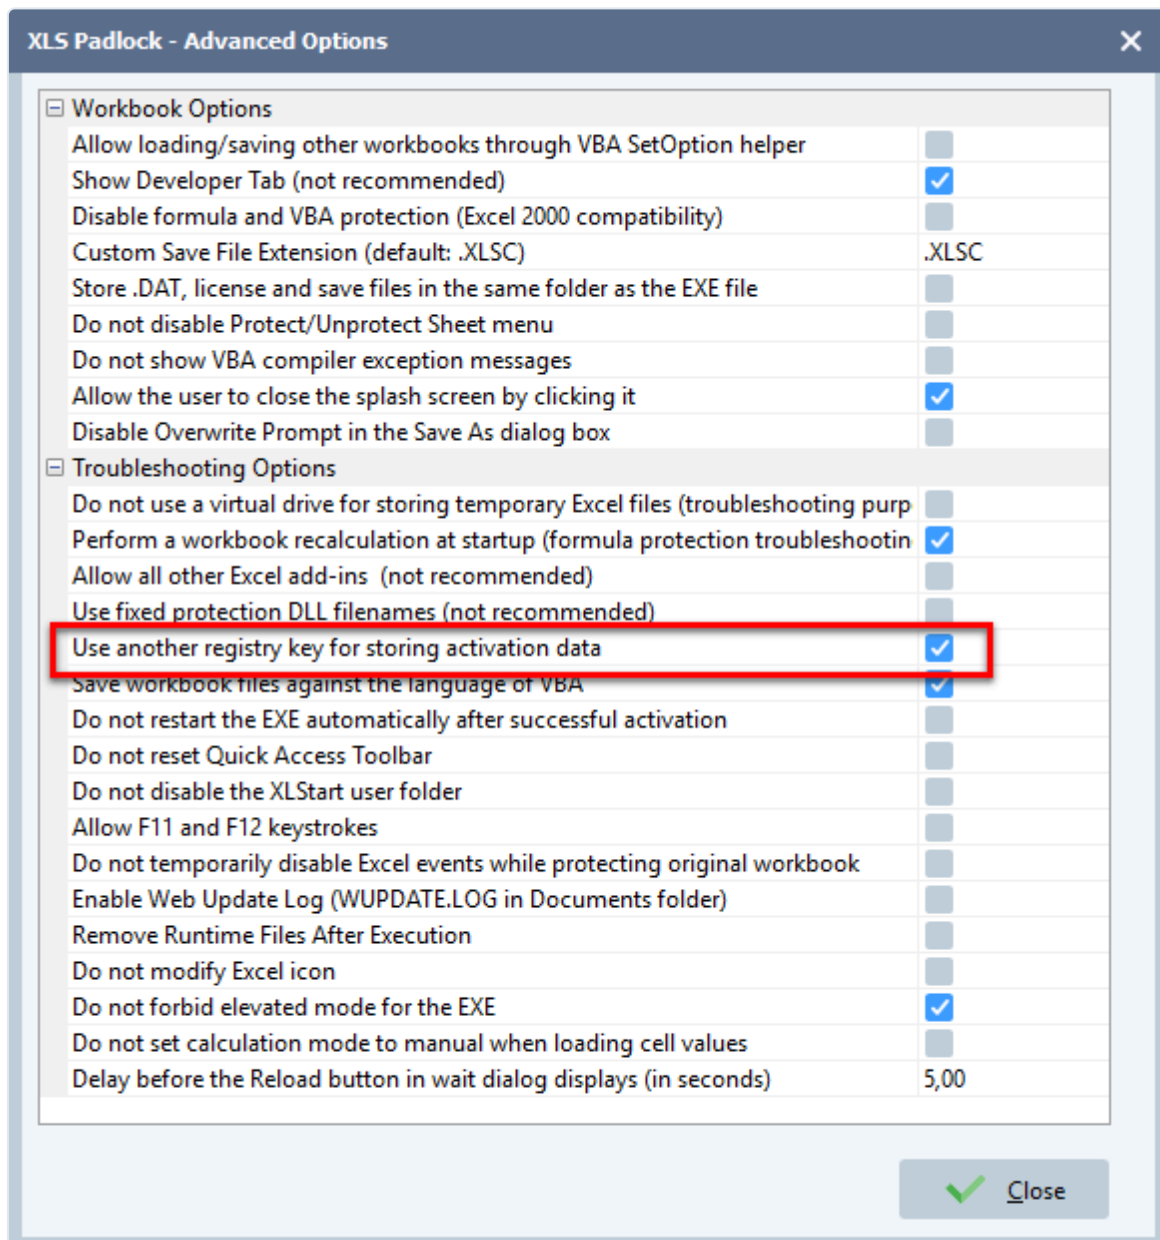 XLS Padlock - Advanced Options
Workbook Options
Allow loading/saving other workbooks through VBA SetOption helper
Show Developer Tab (not recommended)
Disable formula and VBA protection (Excel 2000 compatibility)
Custom Save File Extension (default: .XLSC) .XLSC
Store .DAT, license and save files in the same folder as the EXE file
Do not disable Protect/Unprotect Sheet menu
Do not show VBA compiler exception messages
Allow the user to close the splash screen by clicking it
Disable Overwrite Prompt in the Save As dialog box
Troubleshooting Options
Do not use a virtual drive for storing temporary Excel files (troubleshooting purp
Perform a workbook recalculation at startup (formula protection troubleshootin
Allow all other Excel add-ins (not recommended)
Use fixed protection DLL filenames (not recommended)
Use another registry key for storing activation data
Save workbook files against the language of VBA
Do not restart the EXE automatically after successful activation
Do not reset Quick Access Toolbar
Do not disable the XLStart user folder
Allow F11 and F12 keystrokes
Do not temporarily disable Excel events while protecting original workbook
Enable Web Update Log (WUPDATE.LOG in Documents folder)
Remove Runtime Files After Execution
Do not modify Excel icon
Do not forbid elevated mode for the EXE
Do not set calculation mode to manual when loading cell values
Delay before the Reload button in wait dialog displays (in seconds) 5,00
Close